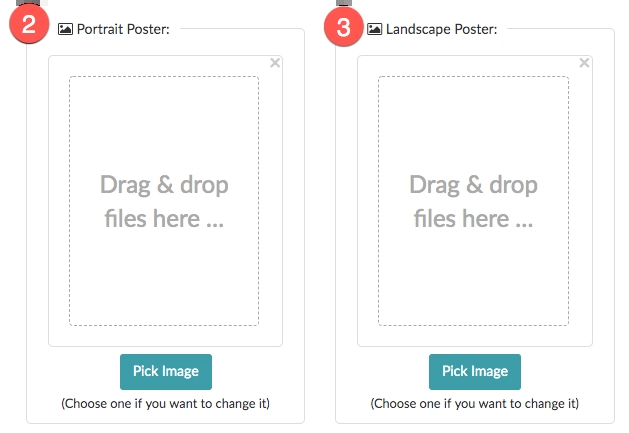 2 Portrait Poster:
×
Drag & drop
files here ...
Pick Image
(Choose one if you want to change it)
3 Landscape Poster:
×
Drag & drop
files here ...
Pick Image
(Choose one if you want to change it)